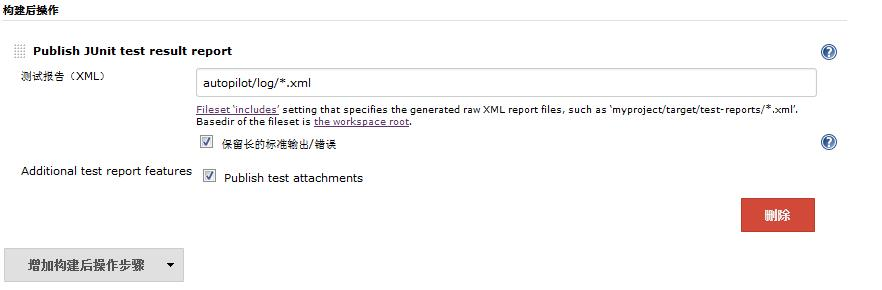 构建后操作
Publish JUnit test result report
测试报告（XML）
autopilot/log/*.xml
Fileset 'includes' setting that specifies the generated raw XML report files, such as 'myproject/target/test-reports/*.xml'.
Basedir of the fileset is the workspace root.
保留长的标准输出/错误
Additional test report features
Publish test attachments
删除
增加构建后操作步骤